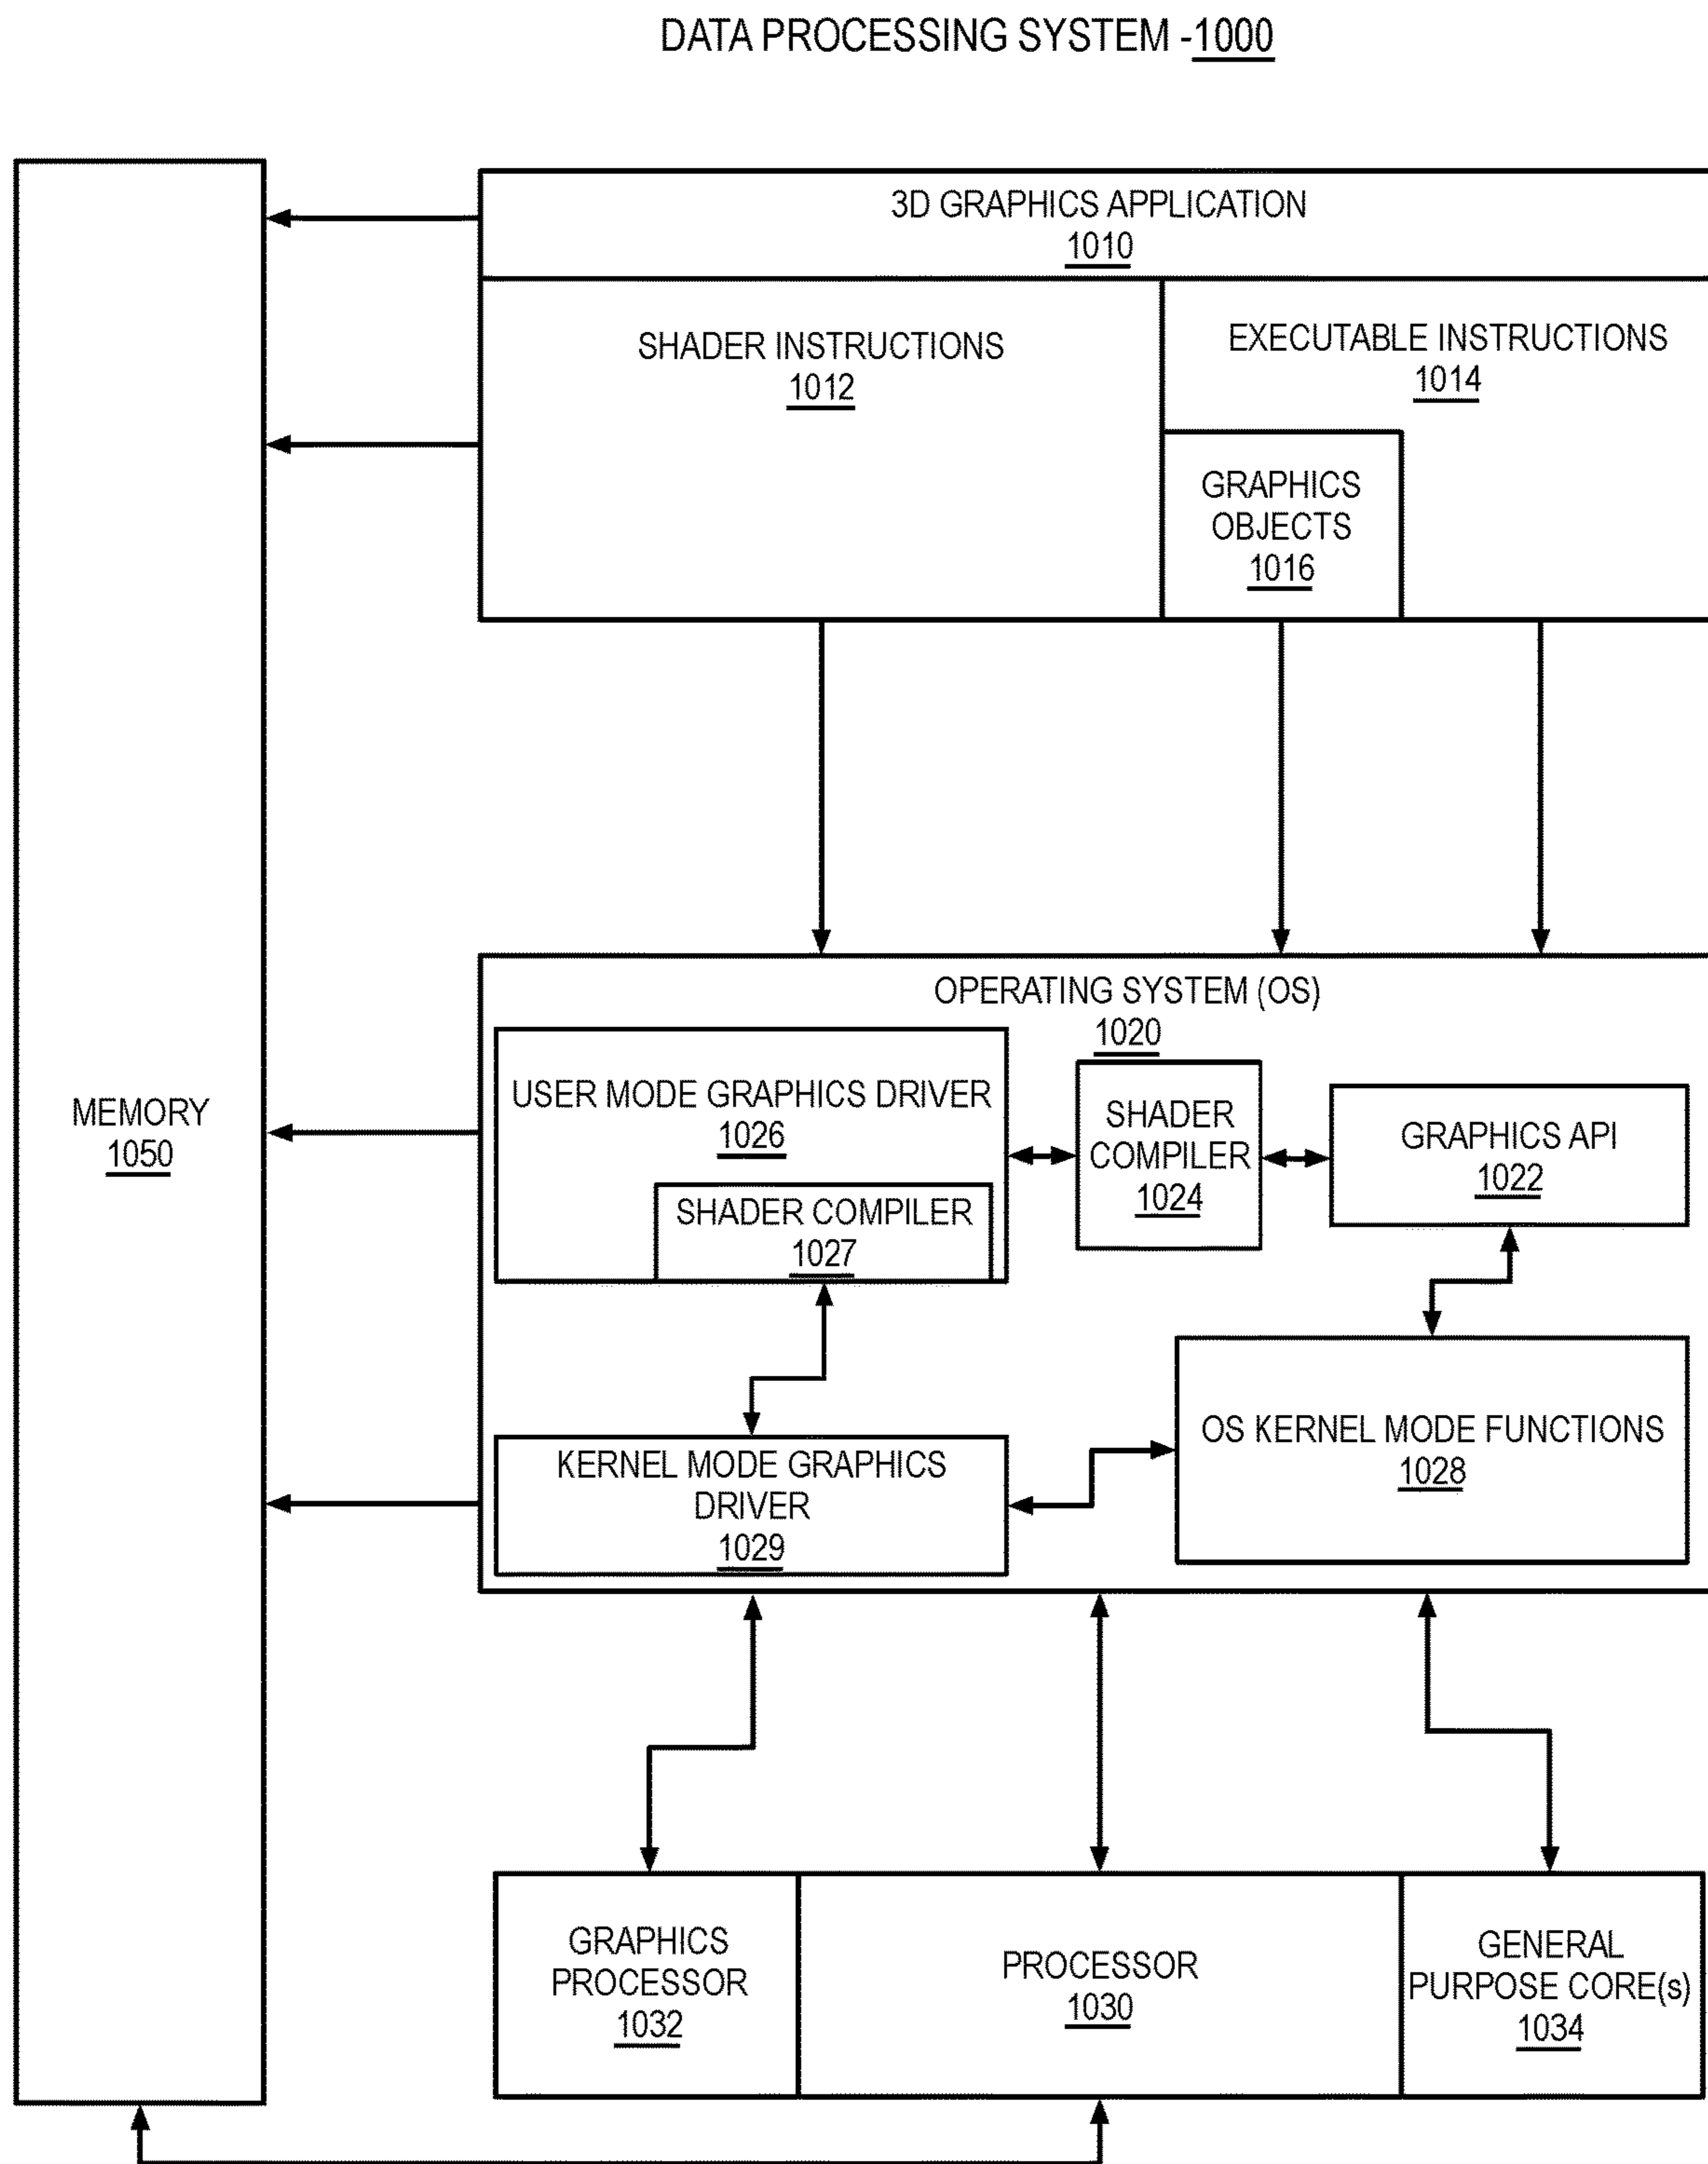 DATA PROCESSING SYSTEM -1000
3D GRAPHICS APPLICATION
1010
SHADER INSTRUCTIONS
1012
EXECUTABLE INSTRUCTIONS
1014
GRAPHICS
OBJECTS
1016
MEMORY
1050
OPERATING SYSTEM (OS)
1020
USER MODE GRAPHICS DRIVER
1026
SHADER COMPILER
1027
SHADER
COMPILER
1024
GRAPHICS API
1022
KERNEL MODE GRAPHICS
DRIVER
1029
OS KERNEL MODE FUNCTIONS
1028
GRAPHICS
PROCESSOR
1032
PROCESSOR
1030
GENERAL
PURPOSE CORE(s)
1034